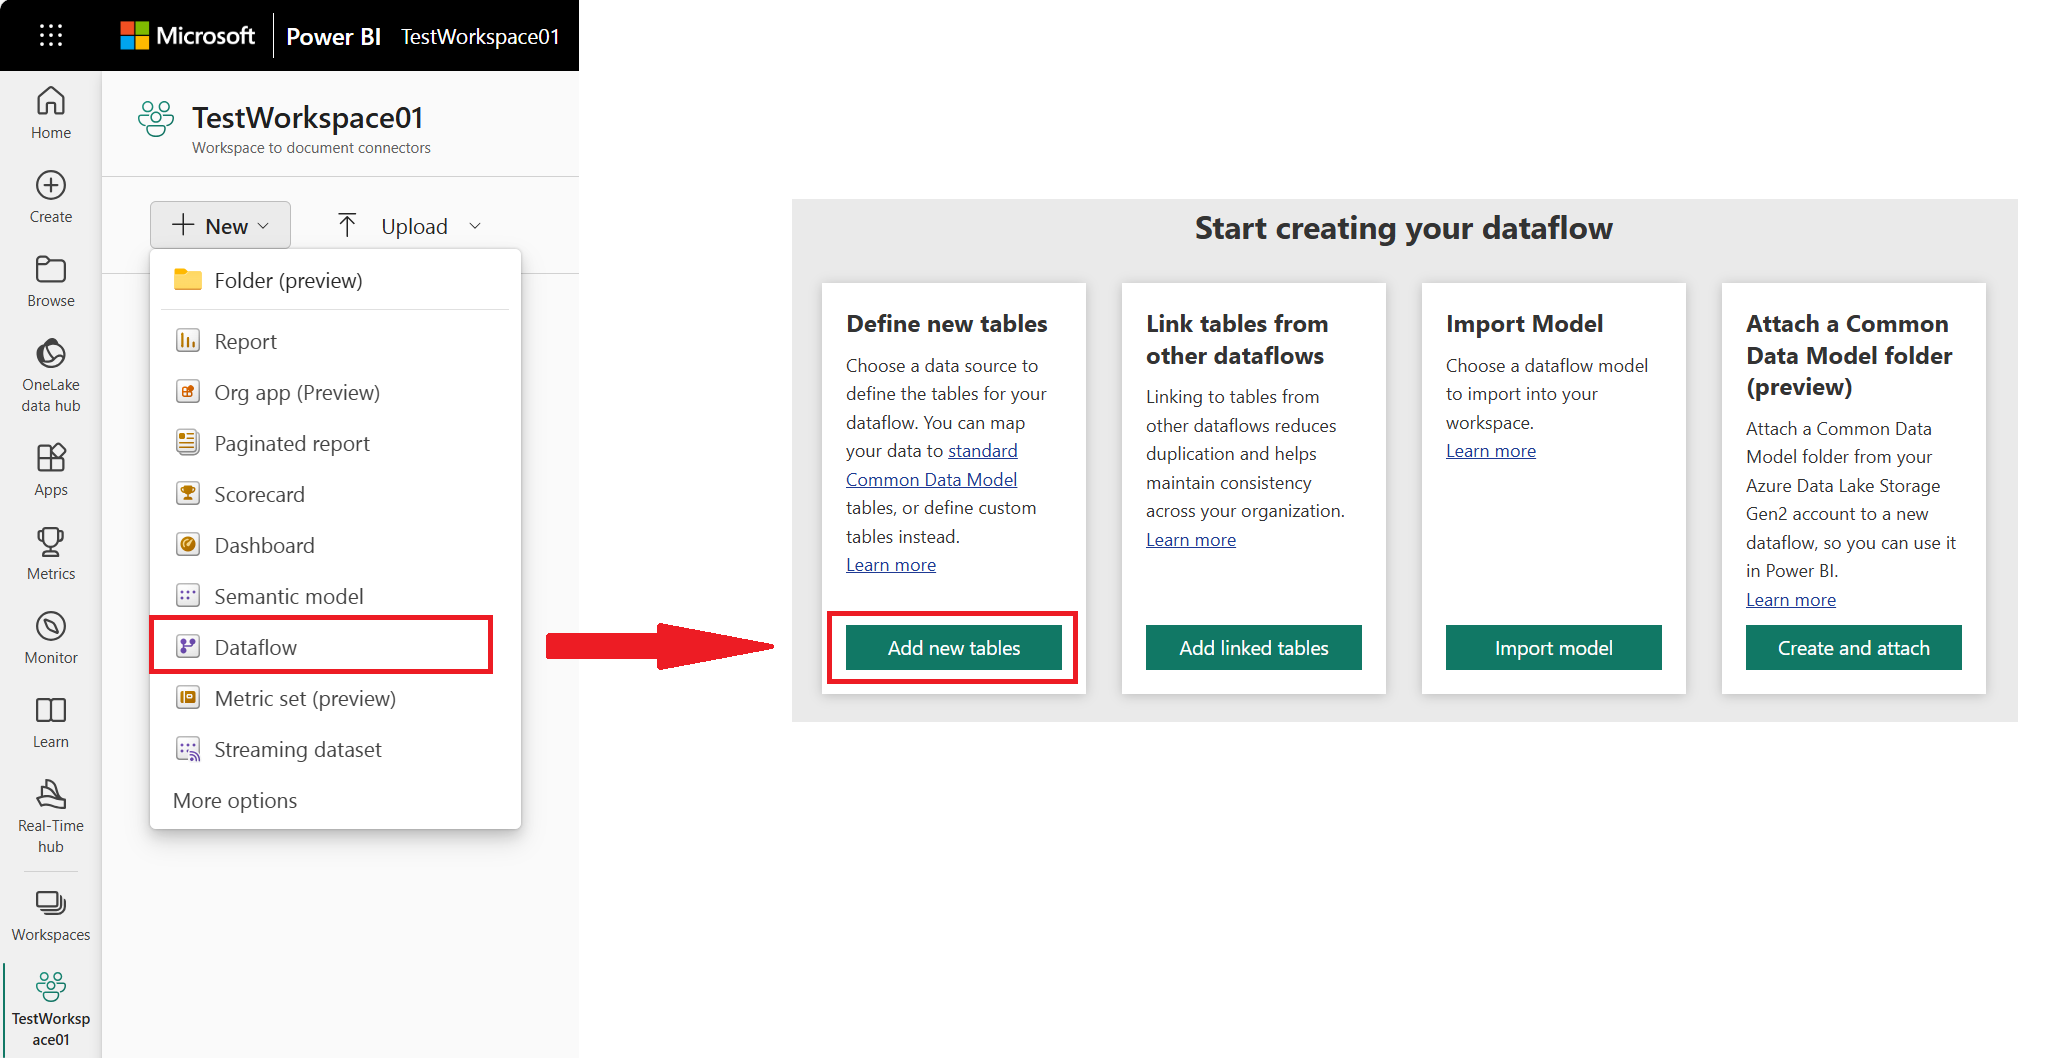 Microsoft Power BI TestWorkspace01
Home
Create
Browse
OneLake
data hub
Apps
Metrics
Monitor
Learn
Real-Time
hub
Workspaces
TestWorksp
ace01
TestWorkspace01
Workspace to document connectors
New
Upload
Folder (preview)
Report
Org app (Preview)
Paginated report
Scorecard
Dashboard
Semantic model
Dataflow
Metric set (preview)
Streaming dataset
More options
Start creating your dataflow
Define new tables
Choose a data source to
define the tables for your
dataflow. You can map
your data to standard
Common Data Model
tables, or define custom
tables instead.
Learn more
Add new tables
Link tables from
other dataflows
Linking to tables from
other dataflows reduces
duplication and helps
maintain consistency
across your organization.
Learn more
Add linked tables
Import Model
Choose a dataflow model
to import into your
workspace.
Learn more
Import model
Attach a Common
Data Model folder
(preview)
Attach a Common Data
Model folder from your
Azure Data Lake Storage
Gen2 account to a new
dataflow, so you can use it
in Power BI.
Learn more
Create and attach